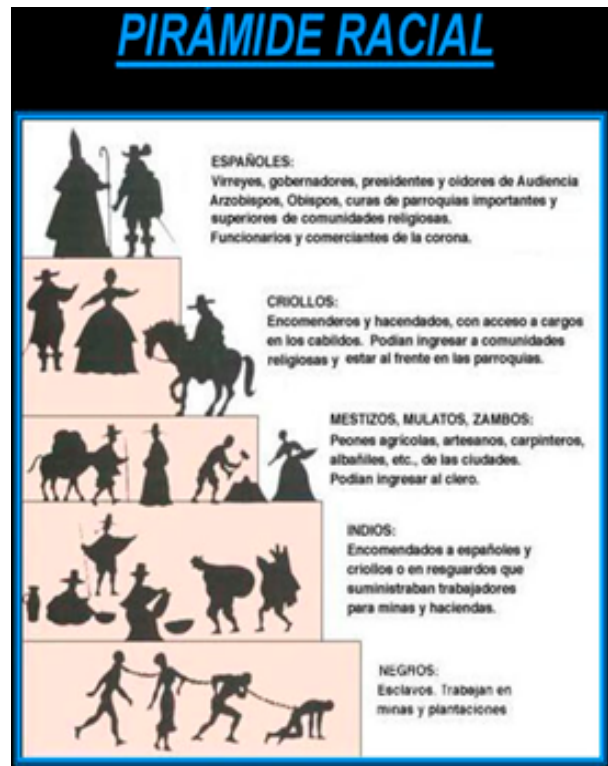 PIRÁMIDE RACIAL
ESPAÑOLES:
Virreyes, gobernadores, presidentes y oidores de Audiencia
Arzobispos, Obispos, curas de parroquias importantes y
superiores de comunidades religiosas.
Funcionarios y comerciantes de la corona.
CRIOLLOS:
Encomenderos y hacendados, con acceso a cargos
en los cabildos. Podían ingresar a comunidades
religiosas y estar al frente en las parroquias.
MESTIZOS, MULATOS, ZAMBOS:
Peones agrícolas, artesanos, carpinteros,
albañiles, etc., de las ciudades.
Podían ingresar al clero.
INDIOS:
Encomendados a españoles y
criollos o en resguardos que
suministraban trabajadores
para minas y haciendas.
NEGROS:
Esclavos. Trabajan en
minas y plantaciones